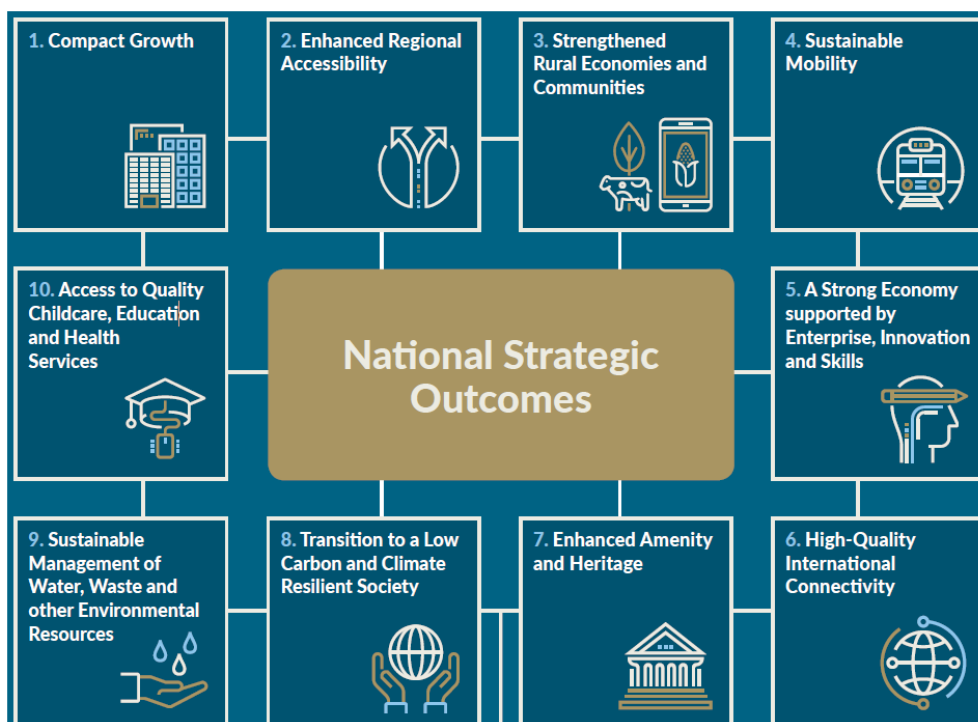 1. Compact Growth
2. Enhanced Regional
Accessibility
3. Strengthened
Rural Economies and
Communities
4. Sustainable
Mobility
10. Access to Quality
Childcare, Education
and Health
Services
National Strategic
Outcomes
5. A Strong Economy
supported by
Enterprise, Innovation
and Skills
9. Sustainable
Management of
Water, Waste and
other Environmental
Resources
8. Transition to a Low
Carbon and Climate
Resilient Society
7. Enhanced Amenity
and Heritage
6. High-Quality
International
Connectivity